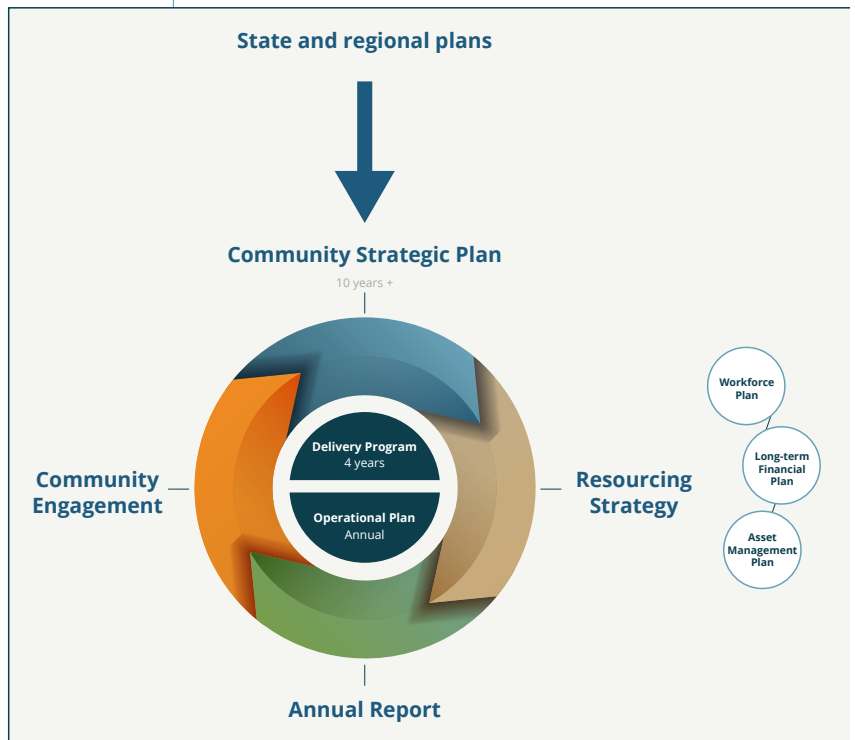 State and regional plans
Community Strategic Plan
10 years +
Delivery Program
4 years
Operational Plan
Annual
Community
Engagement
Resourcing
Strategy
Workforce
Plan
Long-term
Financial
Plan
Asset
Management
Plan
Annual Report